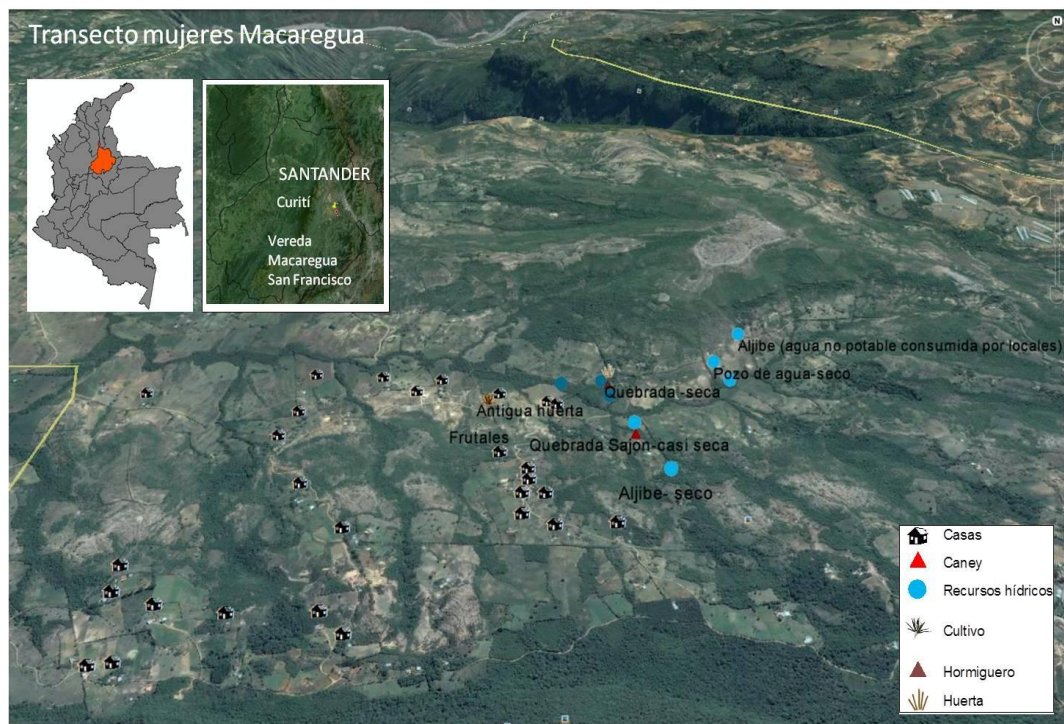 Transecto mujeres Macaregua
N
SANTANDER
Curití
Vereda
Macaregua
San Francisco
Aljibe (agua no potable consumida por locales)
Pozo de agua-seco
Quebrada -seca
Antigua huerta
Frutales
Quebrada Sajon-casi seca
Aljibe- seco
Casas
Caney
Recursos hídricos
Cultivo
Hormiguero
Huerta